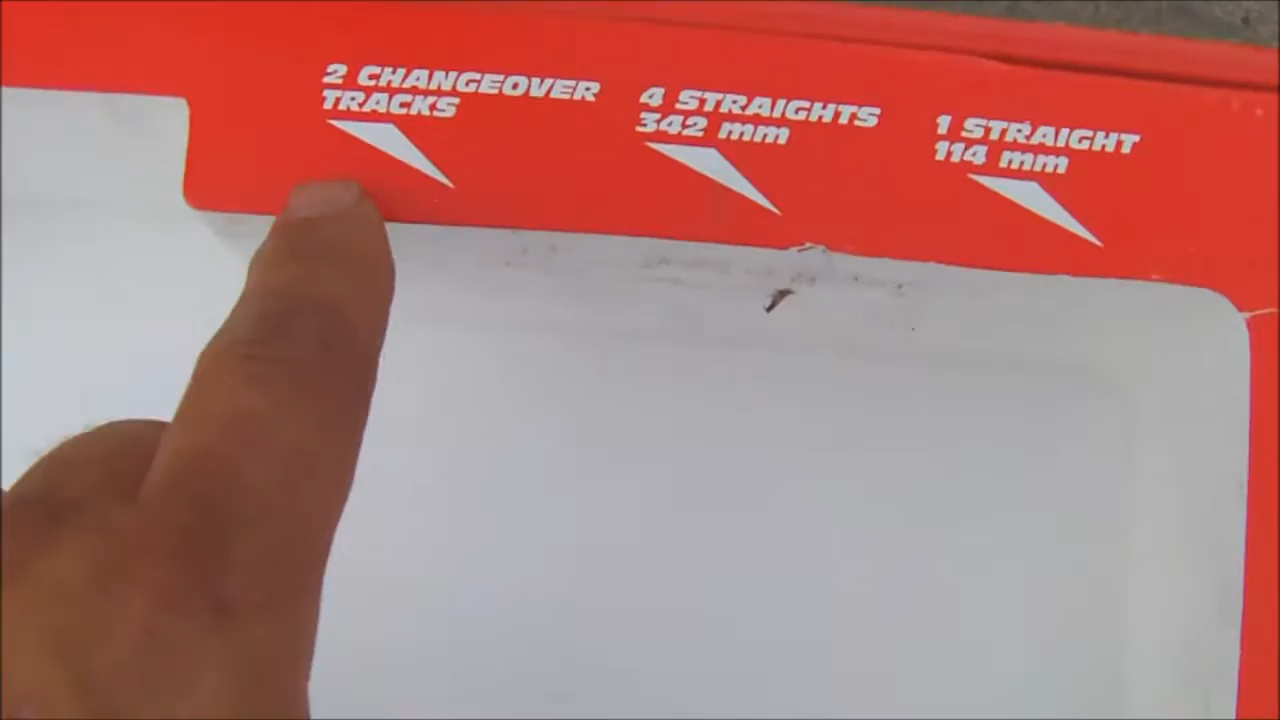 2 CHANGEOVER
TRACKS
4 STRAIGHTS
342 mm
1 STRAIGHT
114 mm